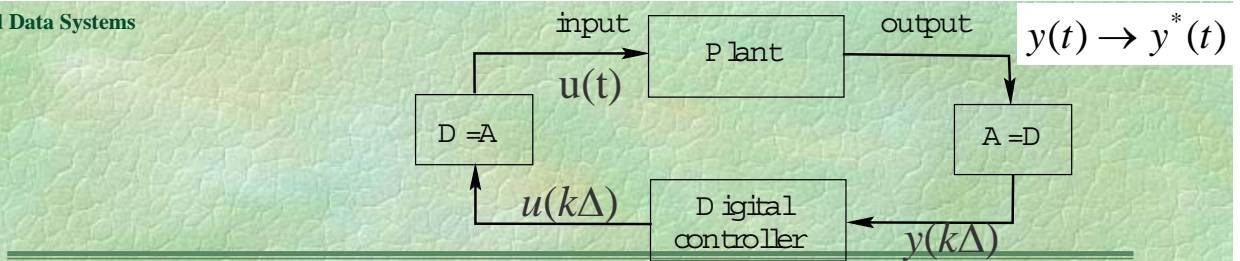 l Data Systems
input
Plant
output
y(t) → y*(t)
u(t)
D =A
A =D
u(kΔ)
Digital
controller
y(kΔ)